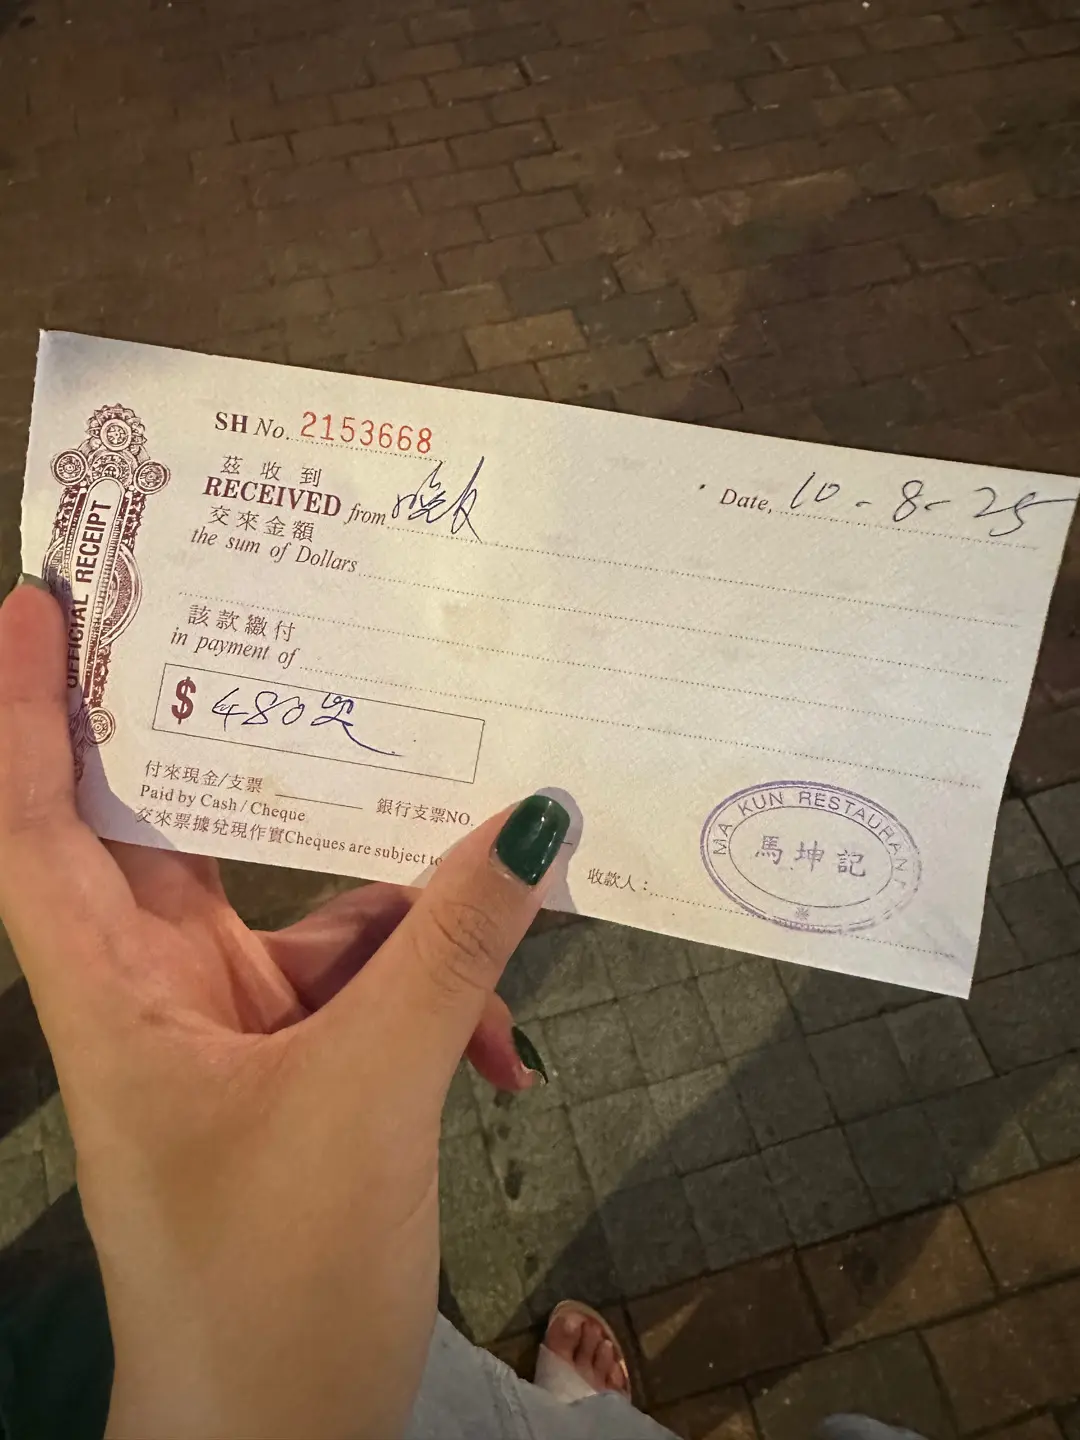 OFFICIAL RECEIPT
SH No. 2153668
茲收到
RECEIVED from 晚飯
Date, 10-8-25
交來金額
the sum of Dollars
該款繳付
in payment of
$ 480
付來現金/支票
Paid by Cash / Cheque
銀行支票NO.
交來票據兌現作實Cheques are subject to
收款人:
MA KUN RESTAURANT
馬坤記